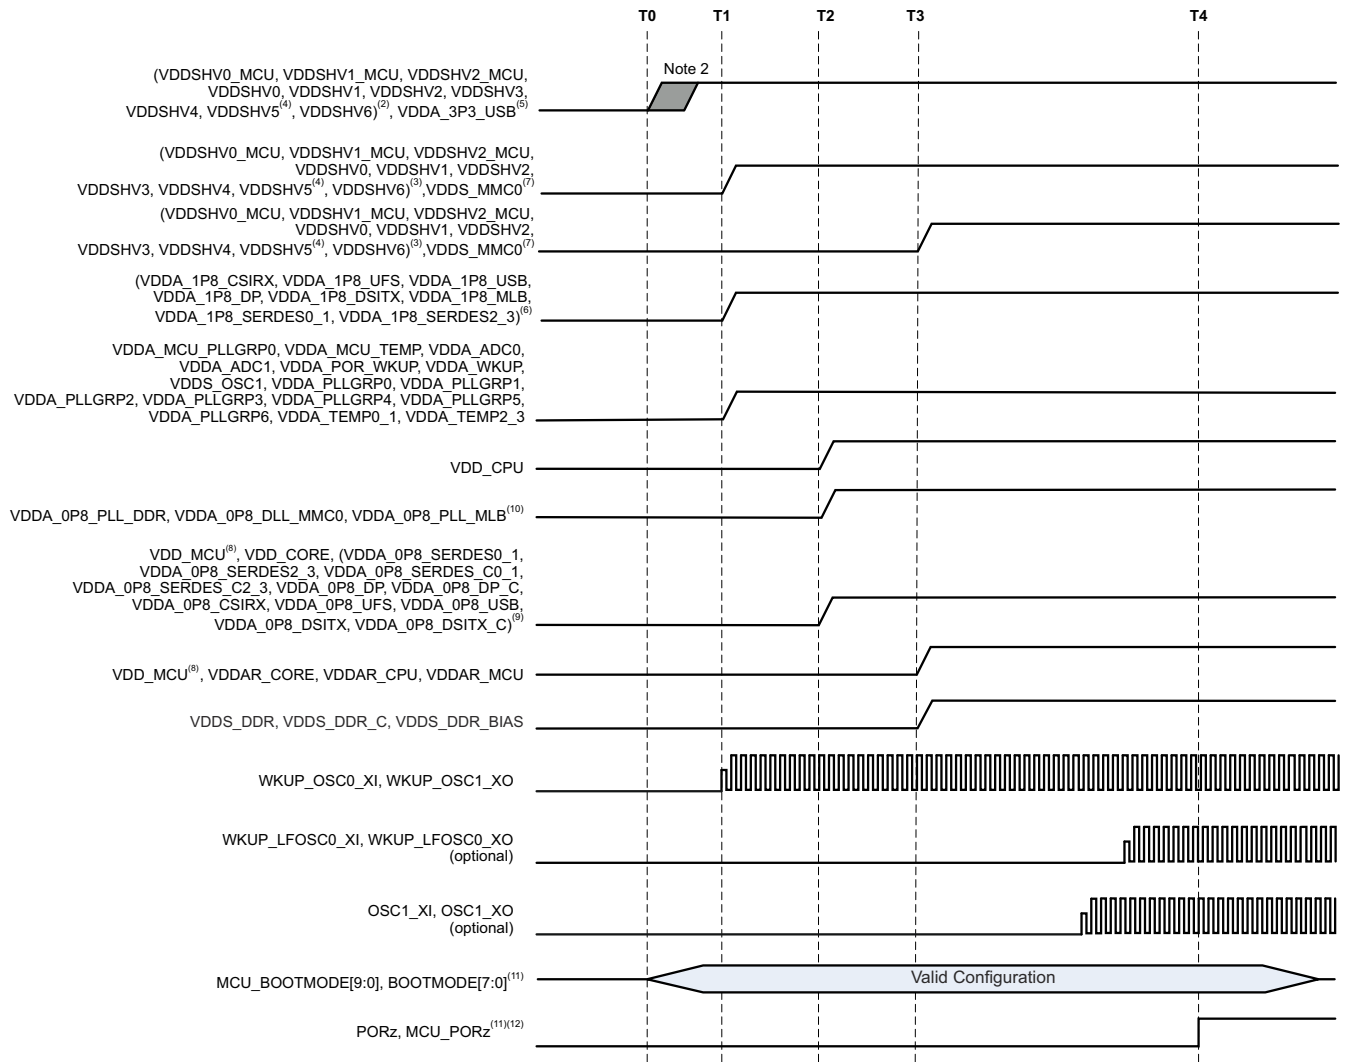 T0 T1 T2 T3 T4
Note 2
(VDDSHV0_MCU, VDDSHV1_MCU, VDDSHV2_MCU,
VDDSHV0, VDDSHV1, VDDSHV2, VDDSHV3,
VDDSHV4, VDDSHV5(4), VDDSHV6)(2), VDDA_3P3_USB(5)
(VDDSHV0_MCU, VDDSHV1_MCU, VDDSHV2_MCU,
VDDSHV0, VDDSHV1, VDDSHV2,
VDDSHV3, VDDSHV4, VDDSHV5(4), VDDSHV6)(3),VDDS_MMC0(7)
(VDDSHV0_MCU, VDDSHV1_MCU, VDDSHV2_MCU,
VDDSHV0, VDDSHV1, VDDSHV2,
VDDSHV3, VDDSHV4, VDDSHV5(4), VDDSHV6)(3),VDDS_MMC0(7)
(VDDA_1P8_CSIRX, VDDA_1P8_UFS, VDDA_1P8_USB,
VDDA_1P8_DP, VDDA_1P8_DSITX, VDDA_1P8_MLB,
VDDA_1P8_SERDES0_1, VDDA_1P8_SERDES2_3)(6)
VDDA_MCU_PLLGRP0, VDDA_MCU_TEMP, VDDA_ADC0,
VDDA_ADC1, VDDA_POR_WKUP, VDDA_WKUP,
VDDS_OSC1, VDDA_PLLGRP0, VDDA_PLLGRP1,
VDDA_PLLGRP2, VDDA_PLLGRP3, VDDA_PLLGRP4, VDDA_PLLGRP5,
VDDA_PLLGRP6, VDDA_TEMP0_1, VDDA_TEMP2_3
VDD_CPU
VDDA_0P8_PLL_DDR, VDDA_0P8_DLL_MMC0, VDDA_0P8_PLL_MLB(10)
VDD_MCU(8), VDD_CORE, (VDDA_0P8_SERDES0_1,
VDDA_0P8_SERDES2_3, VDDA_0P8_SERDES_C0_1,
VDDA_0P8_SERDES_C2_3, VDDA_0P8_DP, VDDA_0P8_DP_C,
VDDA_0P8_CSIRX, VDDA_0P8_UFS, VDDA_0P8_USB,
VDDA_0P8_DSITX, VDDA_0P8_DSITX_C)(9)
VDD_MCU(8), VDDAR_CORE, VDDAR_CPU, VDDAR_MCU
VDDS_DDR, VDDS_DDR_C, VDDS_DDR_BIAS
WKUP_OSC0_XI, WKUP_OSC1_XO
WKUP_LFOSC0_XI, WKUP_LFOSC0_XO
(optional)
OSC1_XI, OSC1_XO
(optional)
MCU_BOOTMODE[9:0], BOOTMODE[7:0](11)
Valid Configuration
PORz, MCU_PORz(11)(12)